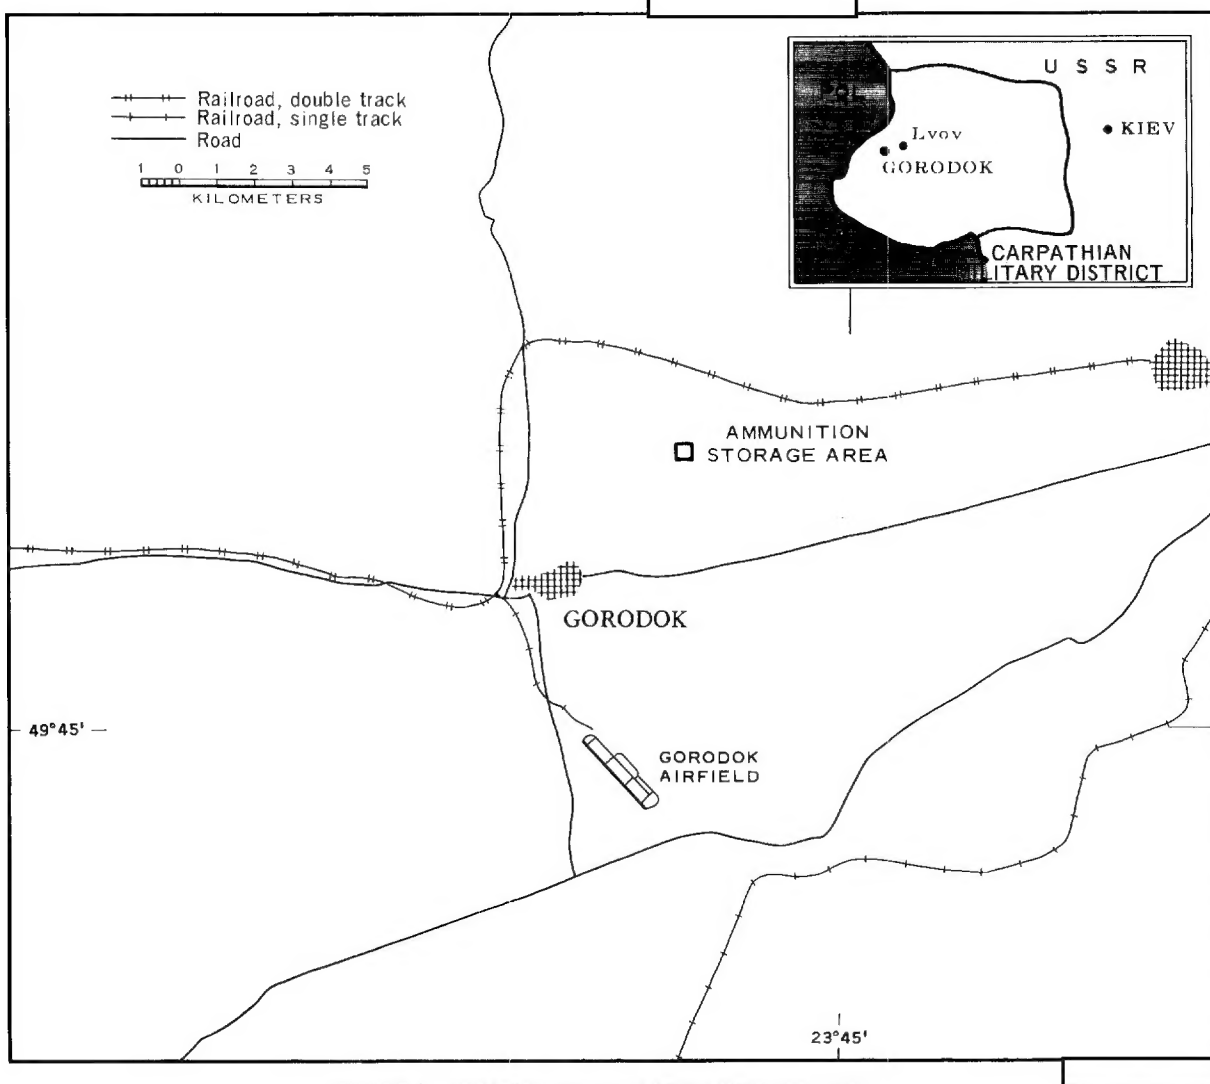 Railroad, double track
Railroad, single track
Road
1 0 1 2 3 4 5
KILOMETERS
U S S R
KIEV
Lvov
GORODOK
CARPATHIAN
LITARY DISTRICT
AMMUNITION
STORAGE AREA
GORODOK
49°45'
GORODOK
AIRFIELD
23°45'